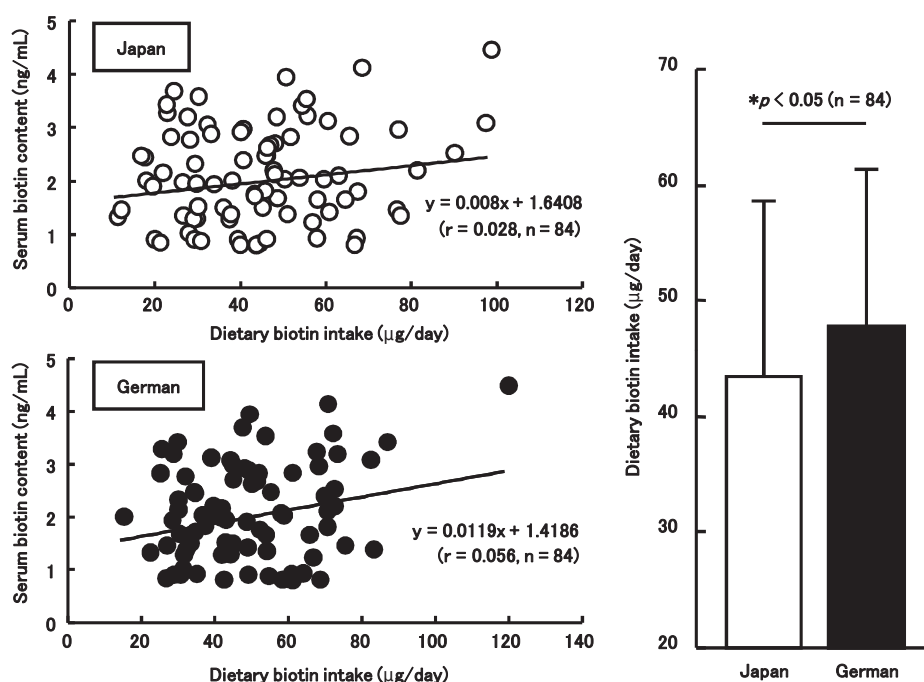 5
4
3
2
1
0
Serum biotin content (ng/mL)
Japan
y = 0.008x + 1.6408
(r = 0.028, n = 84)
0
20
40
60
80
100
120
Dietary biotin intake (μg/day)
5
4
3
2
1
0
Serum biotin content (ng/mL)
German
y = 0.0119x + 1.4186
(r = 0.056, n = 84)
0
20
40
60
80
100
120
140
Dietary biotin intake (μg/day)
70
60
50
40
30
20
Dietary biotin intake (μg/day)
*p < 0.05 (n = 84)
Japan
German